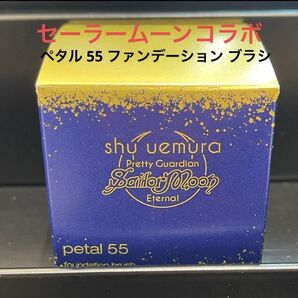 セーラームーンコラボ
ペタル 55 ファンデーション ブラシ
shu uemura
Pretty Guardian
Sailor Moon
Eternal
petal 55
foundation brush